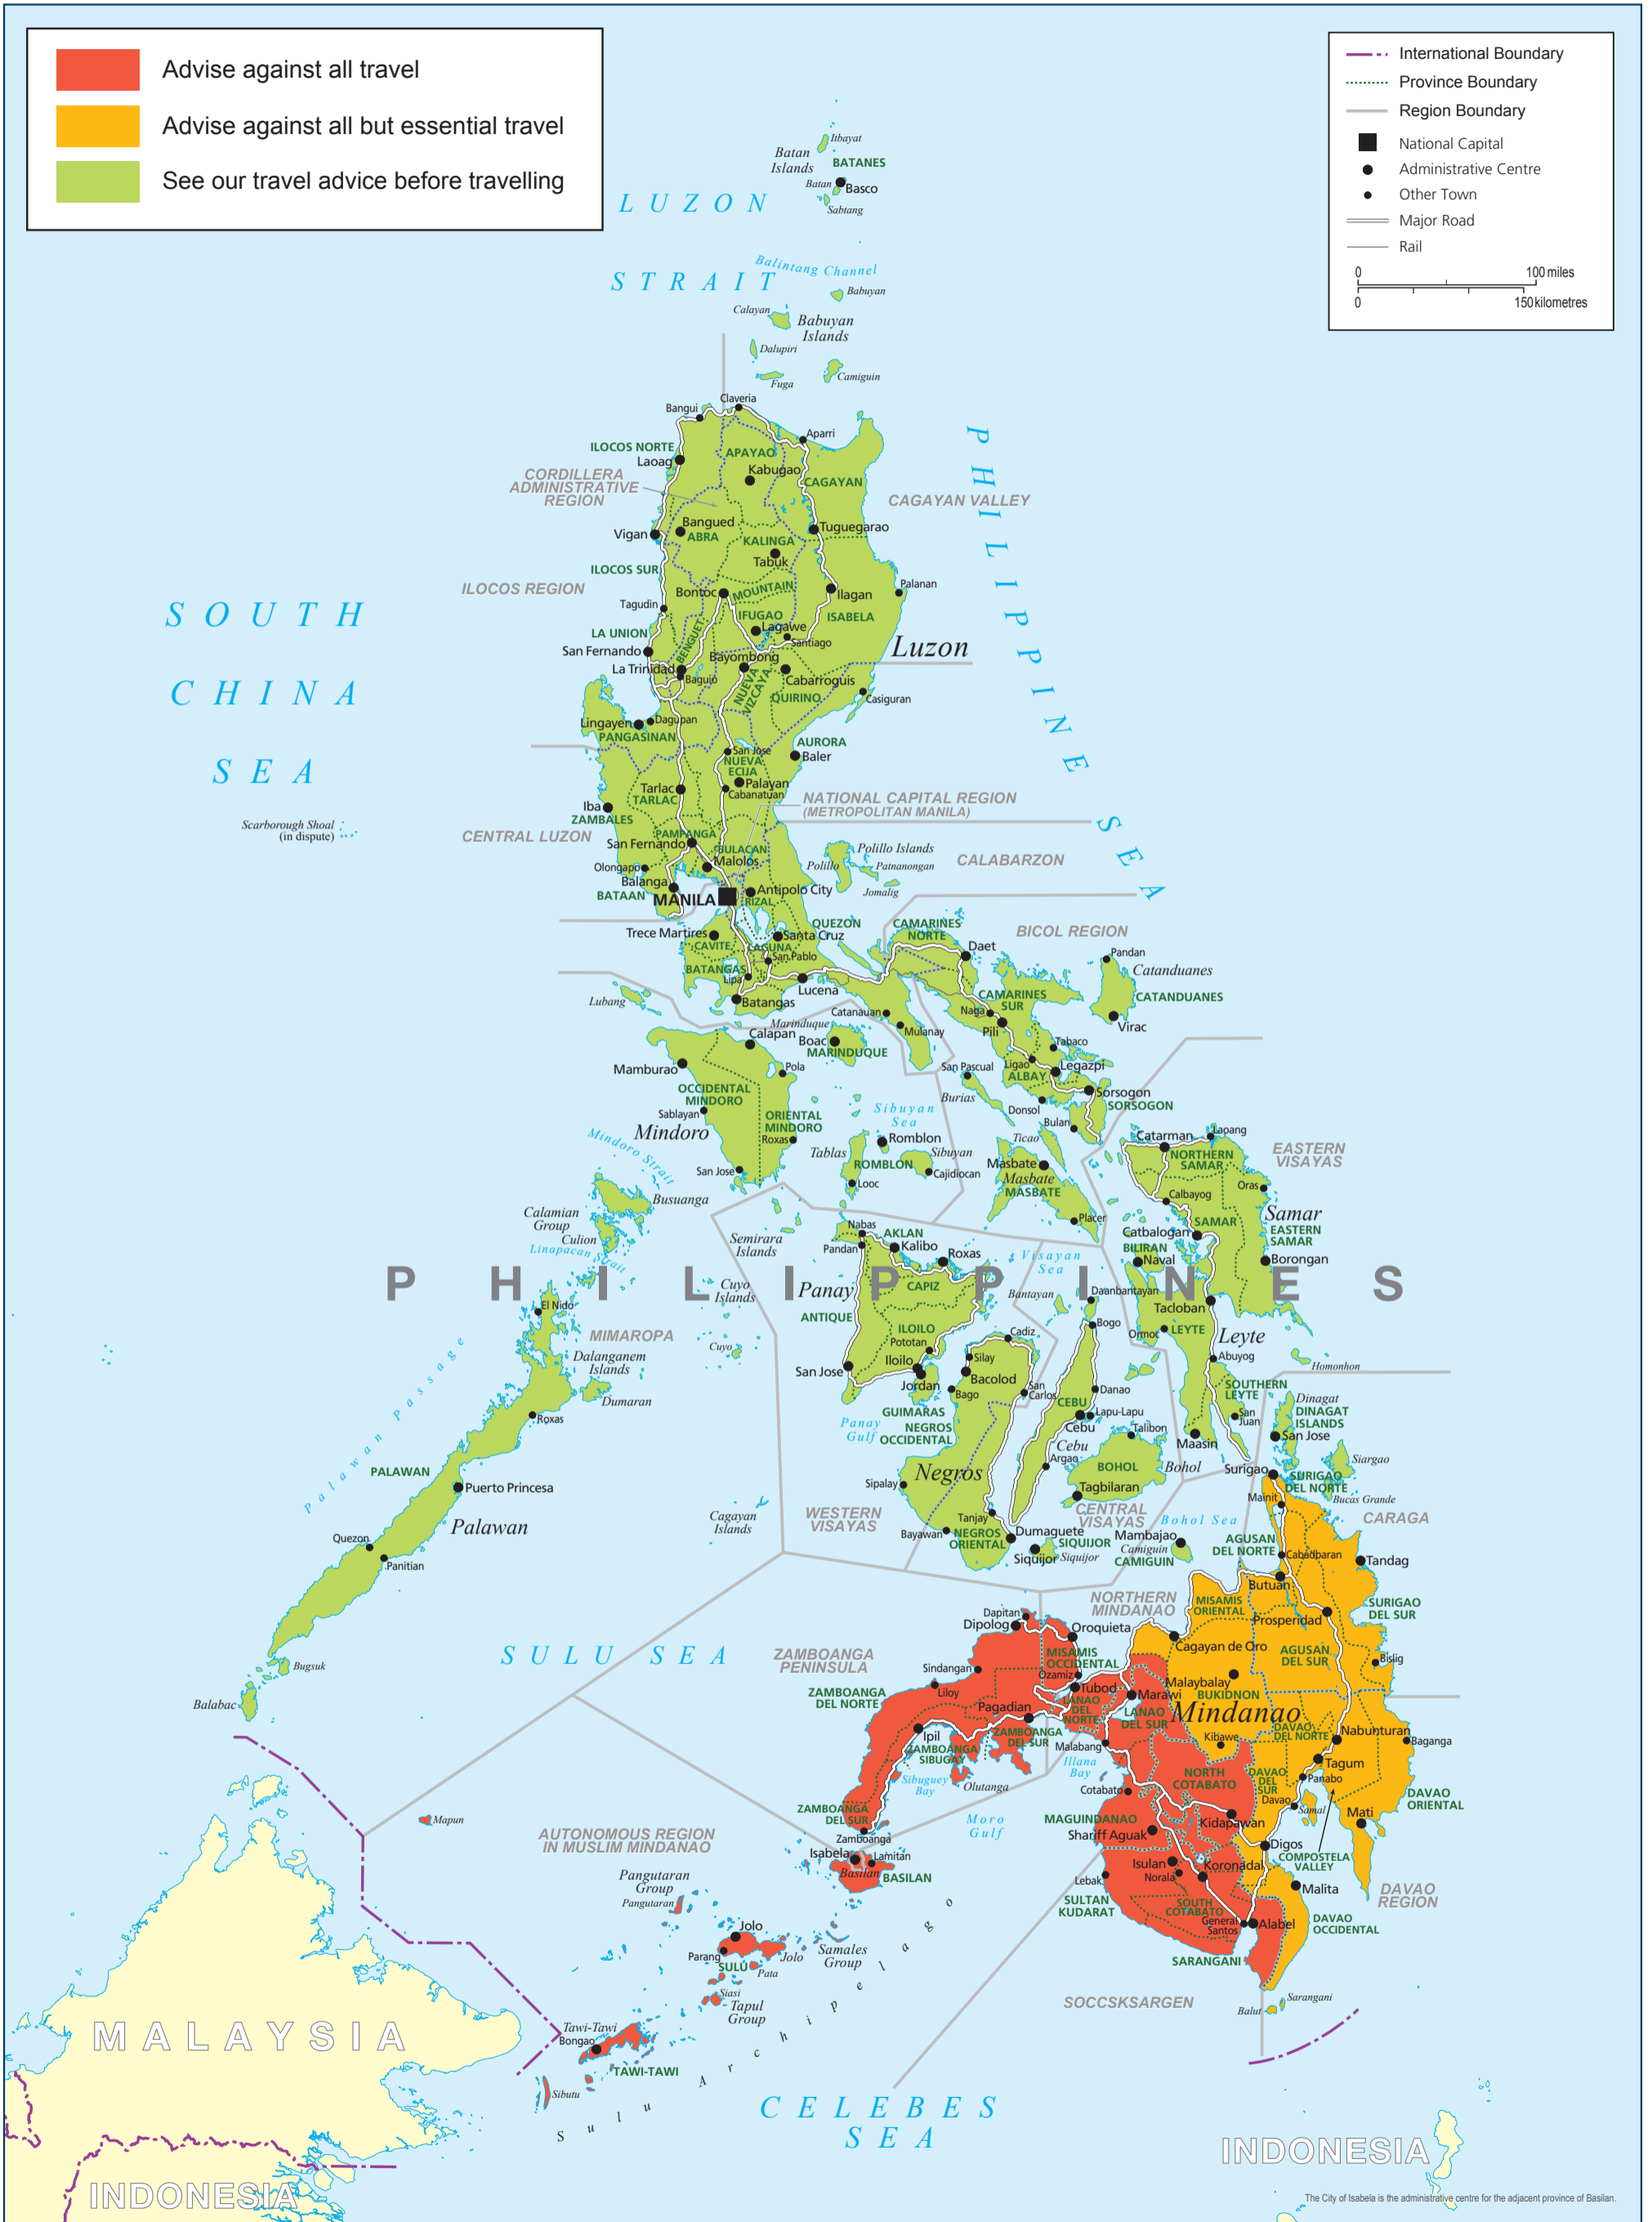 Advise against all travel
Advise against all but essential travel
See our travel advice before travelling
International Boundary
Province Boundary
Region Boundary
National Capital
Administrative Centre
Other Town
Major Road
Rail
0
100 miles
0
150 kilometres
Itbayat
Batan
Islands
BATANES
Batan
Basco
Sabtang
LUZON
STRAIT
Balintang Channel
Babuyan
Calayan
Babuyan
Islands
Dalupiri
Fuga
Camiguin
Claveria
Bangui
Aparri
ILOCOS NORTE
Laoag
APAYAO
Kabugao
CORDILLERA
ADMINISTRATIVE
REGION
CAGAYAN
CAGAYAN VALLEY
PHILIPPINE SEA
Vigan
Bangued
ABRA
Tuguegarao
KALINGA
Tabuk
ILOCOS SUR
ILOCOS REGION
Bontoc
MOUNTAIN
Ilagan
Palanan
Tagudin
IFUGAO
Lagawe
ISABELA
SOUTH
CHINA
SEA
LA UNION
BENGUET
Santiago
San Fernando
Luzon
La Trinidad
Bayombong
Baguio
NUEVA
VIZCAYA
Cabarroguis
QUIRINO
Casiguran
Lingayen
Dagupan
PANGASINAN
AURORA
San Jose
Baler
NUEVA
ECIJA
Tarlac
TARLAC
Palayan
Cabanatuan
Iba
ZAMBALES
NATIONAL CAPITAL REGION
(METROPOLITAN MANILA)
Scarborough Shoal
(in dispute)
CENTRAL LUZON
PAMPANGA
San Fernando
BULACAN
Malolos
Polillo Islands
Polillo
Patnanongan
Jomalig
CALABARZON
Olongapo
Balanga
BATAAN
MANILA
Antipolo City
RIZAL
Trece Martires
CAVITE
LAGUNA
Santa Cruz
QUEZON
CAMARINES
NORTE
Daet
BICOL REGION
San Pablo
BATANGAS
Lipa
Pandan
Catanduanes
CATANDUANES
Virac
Lubang
Batangas
Lucena
CAMARINES
SUR
Catanauan
Mulanay
Naga
Pili
Calapan
Marinduque
Boac
MARINDUQUE
Tabaco
Ligao
Legazpi
ALBAY
Mamburao
Pola
San Pascual
Burias
Sorsogon
SORSOGON
OCCIDENTAL
MINDORO
Sablayan
ORIENTAL
MINDORO
Roxas
Mindoro
Sibuyan
Sea
Donsol
Bulan
Ticao
Mindoro Strait
San Jose
Romblon
Tablas
Sibuyan
ROMBLON
Cajidiocan
Looc
Masbate
Masbate
MASBATE
Placer
Catarman
Lapang
NORTHERN
SAMAR
EASTERN
VISAYAS
Oras
Calbayog
Samar
SAMAR
EASTERN
SAMAR
Catbalogan
Borongan
Busuanga
Calamian
Group
Culion
Linapacan Strait
Semirara
Islands
Nabas
AKLAN
Pandan
Kalibo
Roxas
Visayan
Sea
BILIRAN
Naval
PHILIPPINES
Cuyo
Islands
Panay
CAPIZ
Bantayan
Daanbantayan
Tacloban
El Nido
MIMAROPA
ANTIQUE
ILOILO
Pototan
Bogo
Cadiz
Ormoc
LEYTE
Leyte
Dalanganem
Islands
Cuyo
Iloilo
Silay
Abuyog
Homonhon
San Jose
Jordan
Bacolod
Bago
San
Carlos
Danao
Dumaran
SOUTHERN
LEYTE
San
Juan
Dinagat
DINAGAT
ISLANDS
San Jose
Palawan Passage
Roxas
GUIMARAS
NEGROS
OCCIDENTAL
Panay
Gulf
CEBU
Lapu-Lapu
Cebu
Talibon
Cebu
Maasin
Argao
BOHOL
Bohol
Siargao
PALAWAN
Puerto Princesa
Negros
Sipalay
Tagbilaran
Surigao
SURIGAO
DEL NORTE
Mainit
Bucas Grande
Cagayan
Islands
WESTERN
VISAYAS
Tanjay
CENTRAL
VISAYAS
Bohol Sea
CARAGA
Palawan
Quezon
Panitian
Bayawan
NEGROS
ORIENTAL
Dumaguete
SIQUIJOR
Siquijor
Siquijor
Mambajao
Camiguin
CAMIGUIN
AGUSAN
DEL NORTE
Cabadbaran
Tandag
Butuan
NORTHERN
MINDANAO
MISAMIS
ORIENTAL
Prosperidad
SURIGAO
DEL SUR
Dapitan
Dipolog
Oroquieta
Cagayan de Oro
SULU SEA
ZAMBOANGA
PENINSULA
MISAMIS
OCCIDENTAL
Ozamiz
AGUSAN
DEL SUR
Bislig
Bugsuk
Sindangan
Liloy
ZAMBOANGA
DEL NORTE
Malaybalay
BUKIDNON
Balabac
Tubod
Marawi
LANAO
DEL
NORTE
LANAO
DEL SUR
Mindanao
Pagadian
Ipil
ZAMBOANGA
SIBUGAY
ZAMBOANGA
DEL SUR
Malabang
Kibawe
DAVAO
DEL NORTE
Nabunturan
Baganga
Illana
Bay
Tagum
Sibuguey
Bay
Olutanga
NORTH
COTABATO
DAVAO
DEL
SUR
Panabo
Cotabato
Davao
Samal
DAVAO
ORIENTAL
Mati
ZAMBOANGA
DEL SUR
Zamboanga
Moro
Gulf
MAGUINDANAO
Shariff Aguak
Kidapawan
Mapun
AUTONOMOUS REGION
IN MUSLIM MINDANAO
Isabela
Lamitan
Basilan
BASILAN
Digos
COMPOSTELA
VALLEY
Isulan
Norala
Koronadal
Lebak
Malita
DAVAO
REGION
Pangutaran
Group
Pangutaran
SULTAN
KUDARAT
SOUTH
COTABATO
General
Santos
Alabel
DAVAO
OCCIDENTAL
Jolo
Parang
Jolo
SULU
Pata
Samales
Group
SARANGANI
Siasi
Tapul
Group
SOCCSKSARGEN
Balut
Sarangani
Tawi-Tawi
Bongao
TAWI-TAWI
Sibutu
Sulu Archipelago
MALAYSIA
CELEBES
SEA
INDONESIA
INDONESIA
The City of Isabela is the administrative centre for the adjacent province of Basilan.